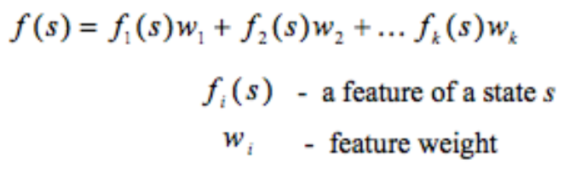 f(s) = f₁(s)w₁ + f₂(s)w₂ + ... fₖ(s)wₖ
fᵢ(s) - a feature of a state s
wᵢ - feature weight